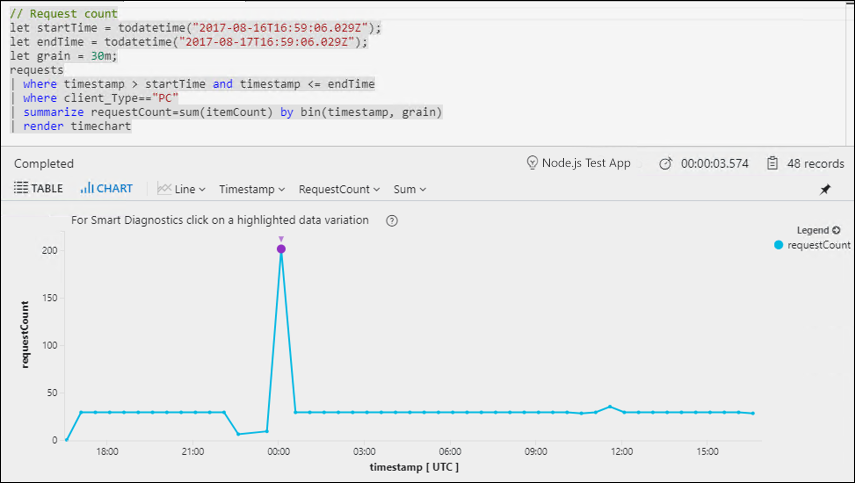 // Request count
let startTime = todatetime("2017-08-16T16:59:06.029Z");
let endTime = todatetime("2017-08-17T16:59:06.029Z");
let grain = 30m;
requests
| where timestamp > startTime and timestamp <= endTime
| where client_Type=="PC"
| summarize requestCount=sum(itemCount) by bin(timestamp, grain)
| render timechart
Completed Node.js Test App 00:00:03.574 48 records
TABLE CHART Line Timestamp RequestCount Sum
For Smart Diagnostics click on a highlighted data variation ?
Legend
requestCount
200
150
100
50
0
requestCount
18:00 21:00 00:00 03:00 06:00 09:00 12:00 15:00
timestamp [ UTC ]